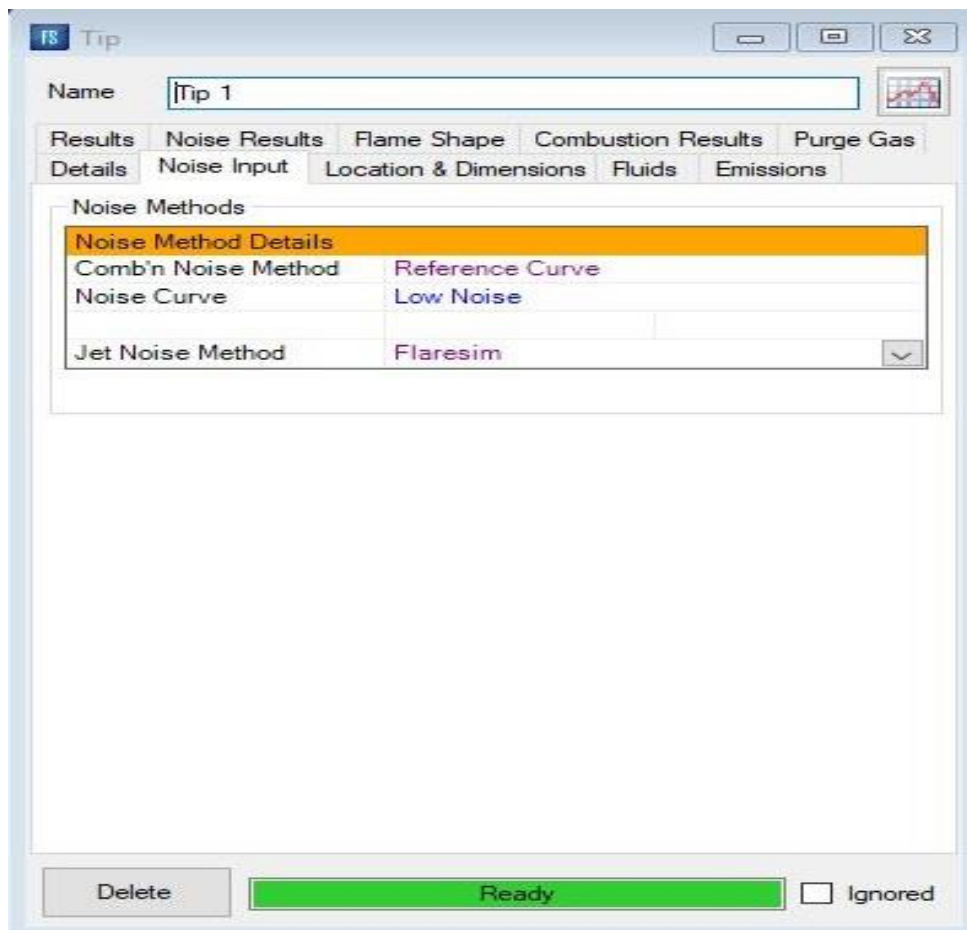 FS Tip
Name Tip 1
Results Noise Results Flame Shape Combustion Results Purge Gas
Details Noise Input Location & Dimensions Fluids Emissions
Noise Methods
Noise Method Details
Comb'n Noise Method Reference Curve
Noise Curve Low Noise
Jet Noise Method Flaresim
Delete Ready Ignored